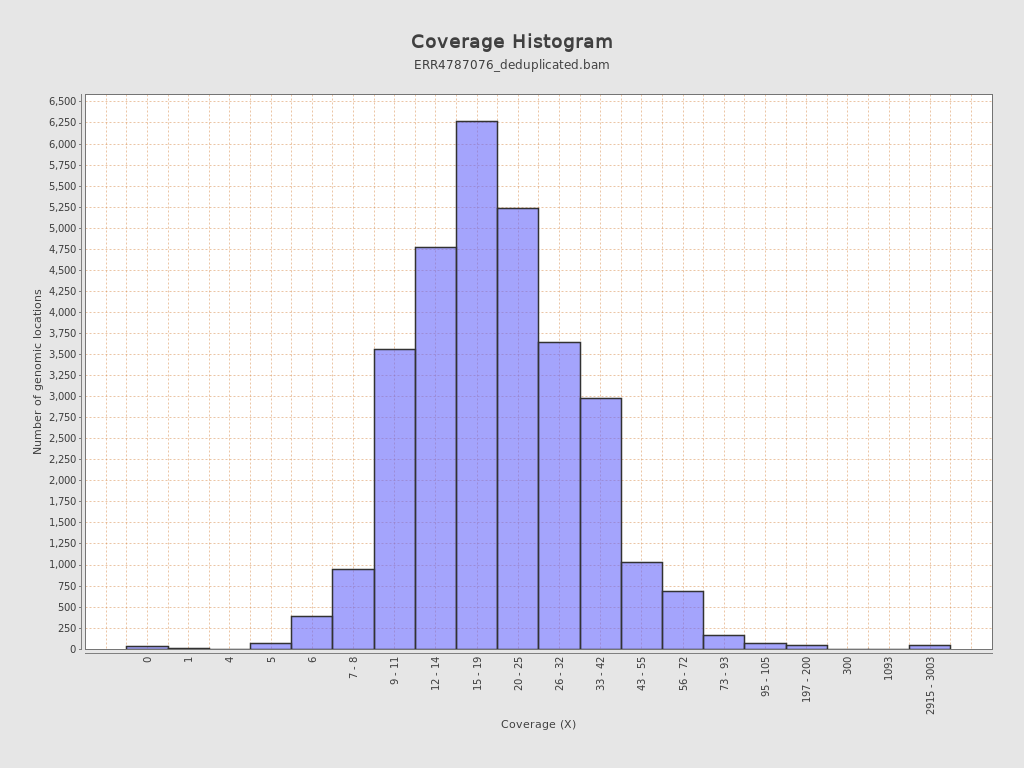 Coverage Histogram
ERR4787076_deduplicated.bam
Number of genomic locations
6,500
6,250
6,000
5,750
5,500
5,250
5,000
4,750
4,500
4,250
4,000
3,750
3,500
3,250
3,000
2,750
2,500
2,250
2,000
1,750
1,500
1,250
1,000
750
500
250
0
0
1
4
5
6
7 - 8
9 - 11
12 - 14
15 - 19
20 - 25
26 - 32
33 - 42
43 - 55
56 - 72
73 - 93
95 - 105
197 - 200
300
1093
2915 - 3003
Coverage (X)